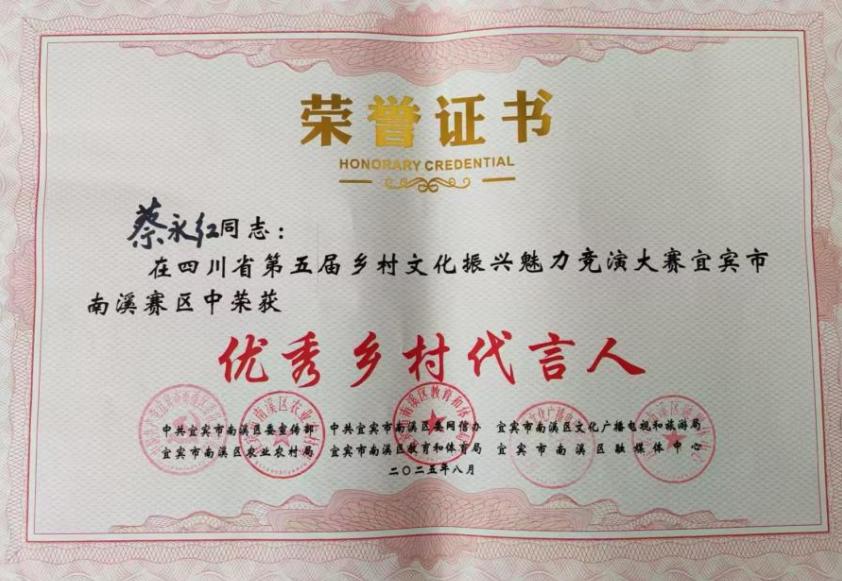 荣誉证书
HONORARY CREDENTIAL
蔡永红同志：
在四川省第五届乡村文化振兴魅力竞演大赛宜宾市
南溪赛区中荣获
优秀乡村代言人
中共宜宾市南溪区委宣传部 中共宜宾市南溪区委网信办 宜宾市南溪区文化广播电视和旅游局
宜宾市南溪区农业农村局 宜宾市南溪区教育和体育局 宜宾市南溪区融媒体中心
二〇二五年八月